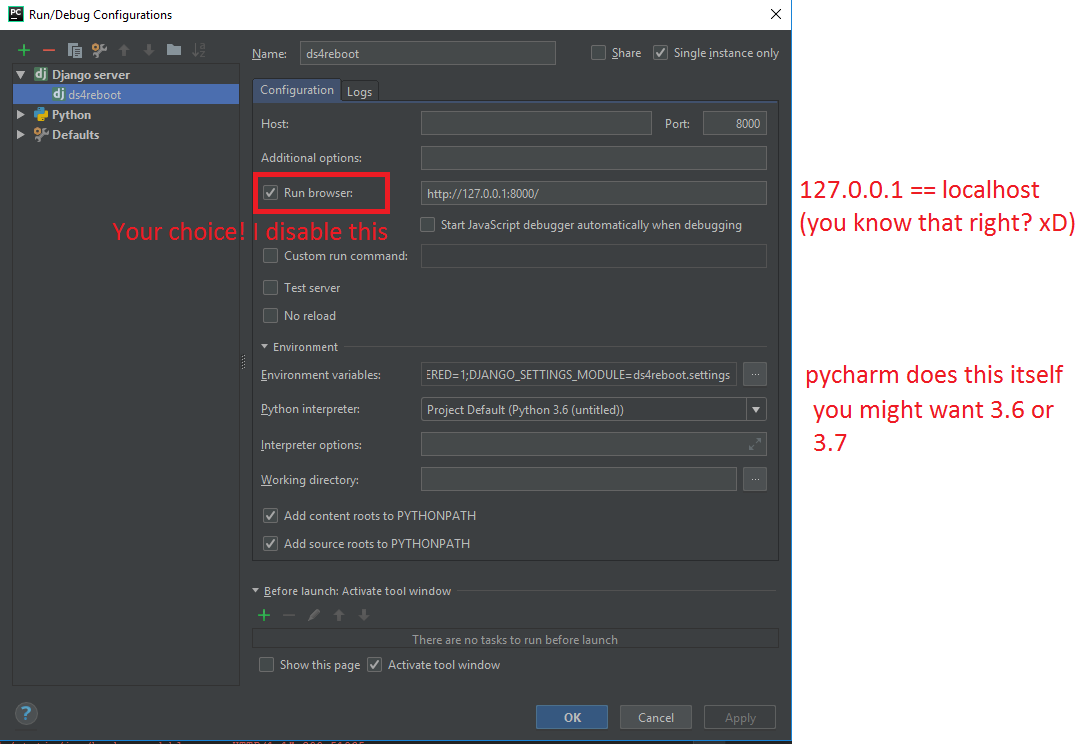 PC Run/Debug Configurations
Name: ds4reboot Share Single instance only
dj Django server
dj ds4reboot
Python
Defaults
Configuration Logs
Host: Port: 8000
Additional options:
Run browser: http://127.0.0.1:8000/
127.0.0.1 == localhost
(you know that right? xD)
Your choice! I disable this
Start JavaScript debugger automatically when debugging
Custom run command:
Test server
No reload
Environment
Environment variables: ERED=1;DJANGO_SETTINGS_MODULE=ds4reboot.settings ...
pycharm does this itself
Python interpreter: Project Default (Python 3.6 (untitled))
you might want 3.6 or
3.7
Interpreter options:
Working directory: ...
Add content roots to PYTHONPATH
Add source roots to PYTHONPATH
Before launch: Activate tool window
There are no tasks to run before launch
Show this page Activate tool window
? OK Cancel Apply